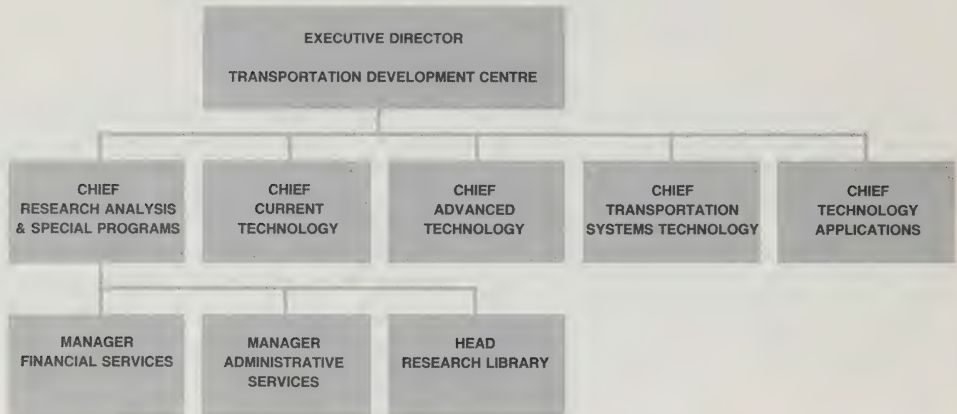 EXECUTIVE DIRECTOR
TRANSPORTATION DEVELOPMENT CENTRE
CHIEF
RESEARCH ANALYSIS
& SPECIAL PROGRAMS
CHIEF
CURRENT
TECHNOLOGY
CHIEF
ADVANCED
TECHNOLOGY
CHIEF
TRANSPORTATION
SYSTEMS TECHNOLOGY
CHIEF
TECHNOLOGY
APPLICATIONS
MANAGER
FINANCIAL SERVICES
MANAGER
ADMINISTRATIVE
SERVICES
HEAD
RESEARCH LIBRARY